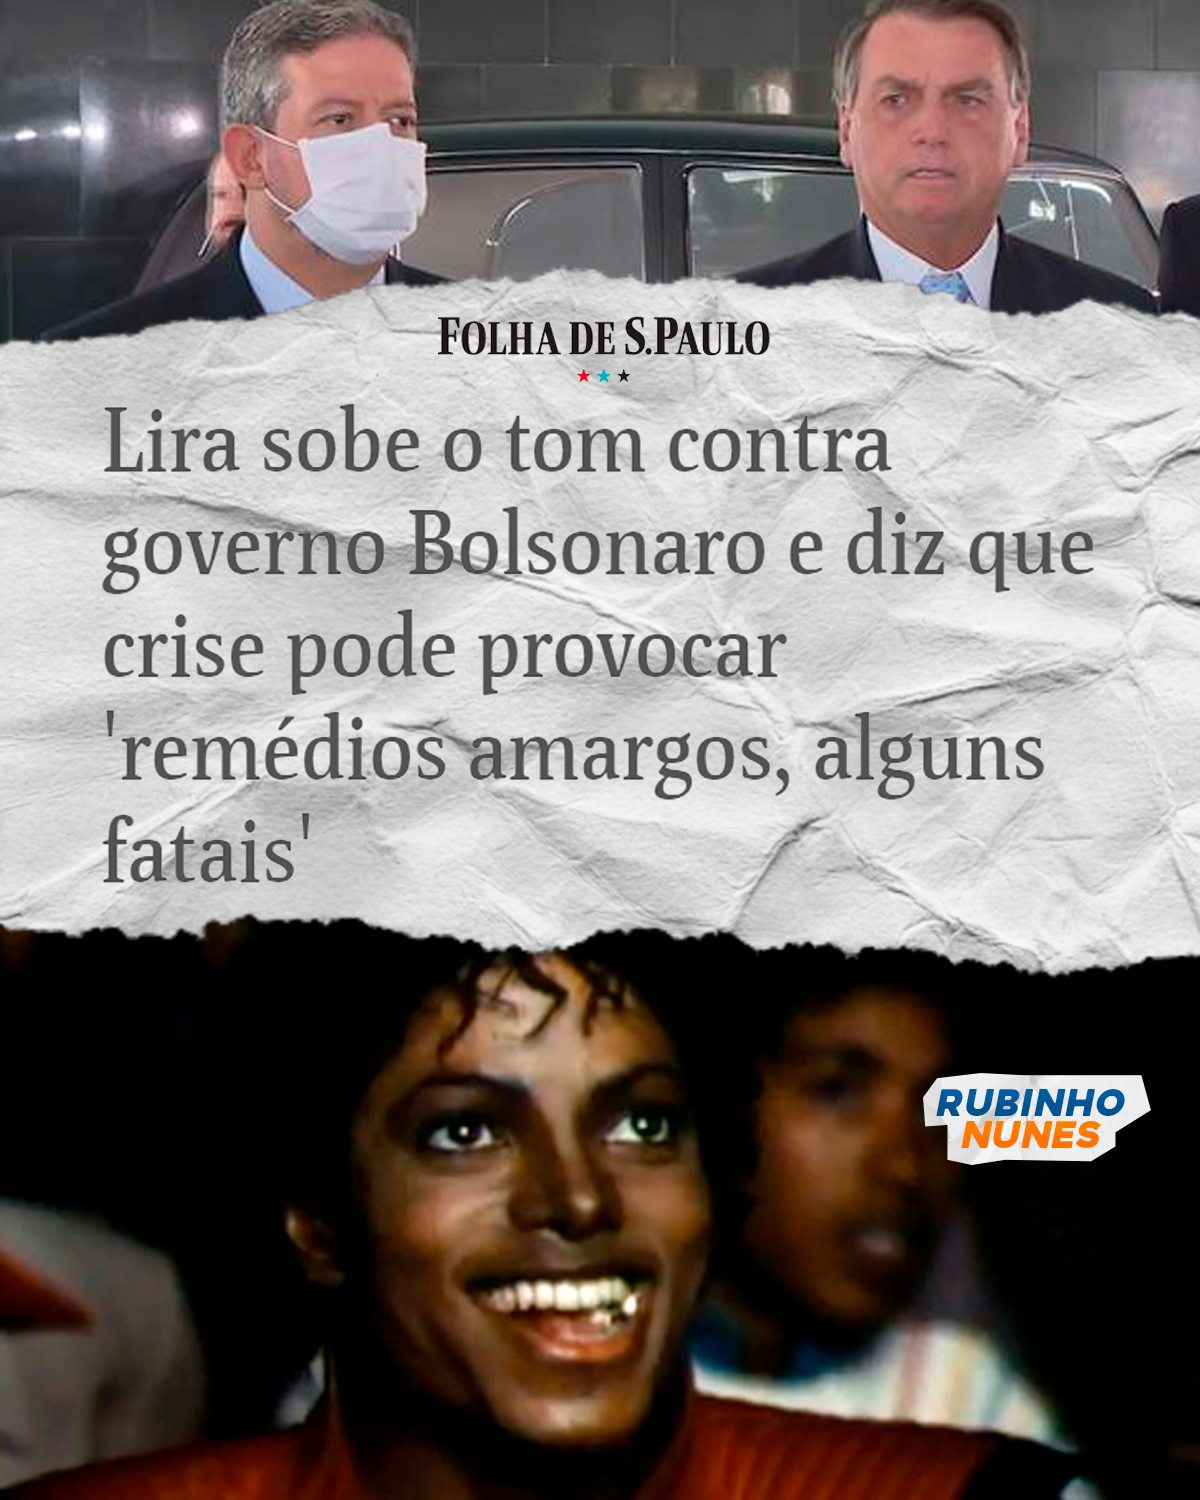 FOLHA DE S.PAULO
Lira sobe o tom contra
governo Bolsonaro e diz que
crise pode provocar
'remédios amargos, alguns
fatais'
RUBINHO
NUNES